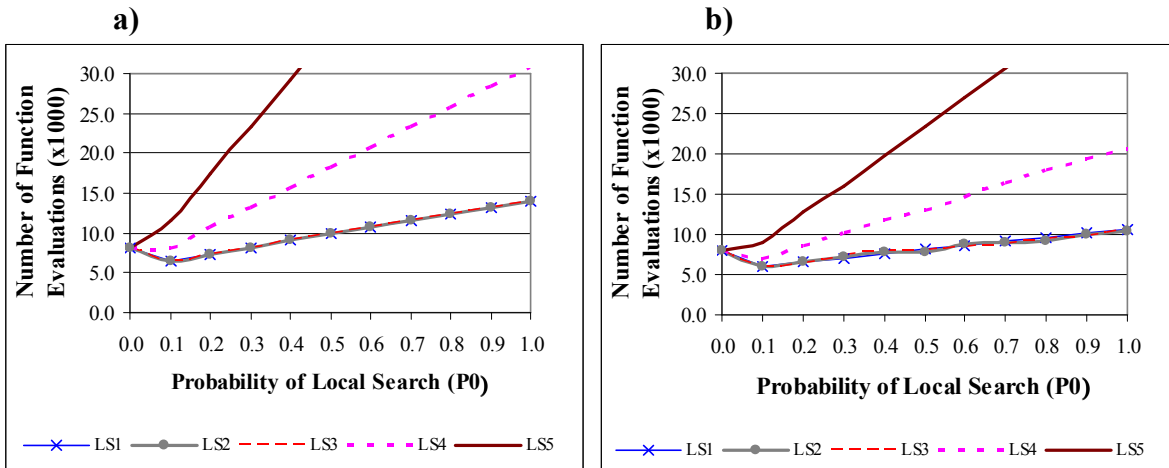 a)
Number of Function
Evaluations (x1000)
30.0
25.0
20.0
15.0
10.0
5.0
0.0
0.0 0.1 0.2 0.3 0.4 0.5 0.6 0.7 0.8 0.9 1.0
Probability of Local Search (P0)
LS1 LS2 LS3 LS4 LS5
b)
Number of Function
Evaluations (x1000)
30.0
25.0
20.0
15.0
10.0
5.0
0.0
0.0 0.1 0.2 0.3 0.4 0.5 0.6 0.7 0.8 0.9 1.0
Probability of Local Search (P0)
LS1 LS2 LS3 LS4 LS5